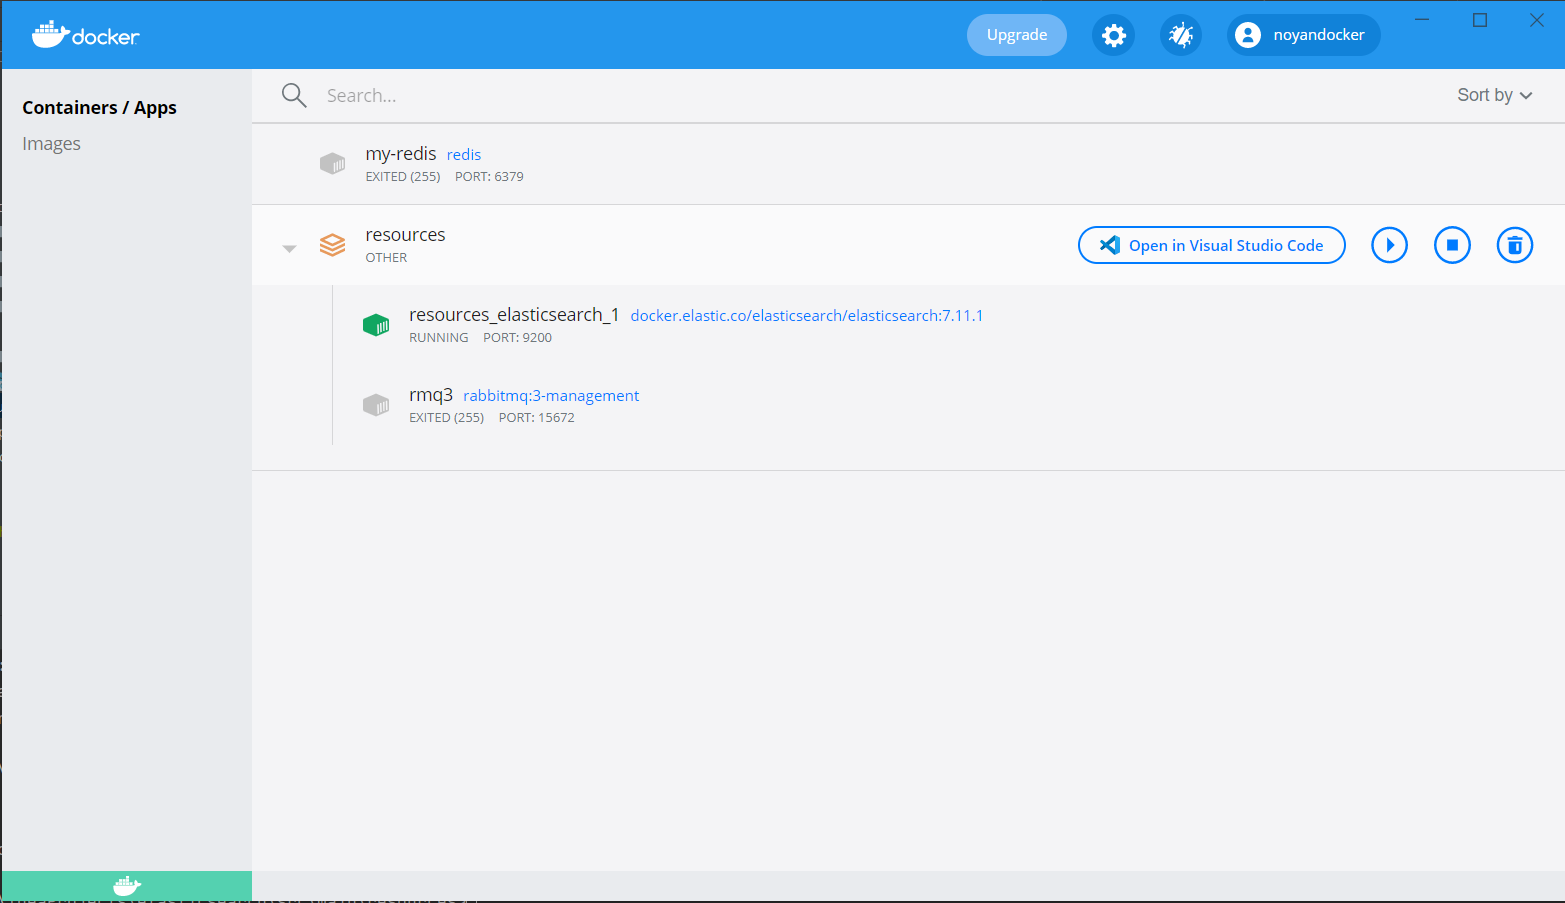 docker
Upgrade
noyandocker
Containers / Apps
Images
Search...
Sort by
my-redis redis
EXITED (255) PORT: 6379
resources
OTHER
Open in Visual Studio Code
resources_elasticsearch_1 docker.elastic.co/elasticsearch/elasticsearch:7.11.1
RUNNING PORT: 9200
rmq3 rabbitmq:3-management
EXITED (255) PORT: 15672